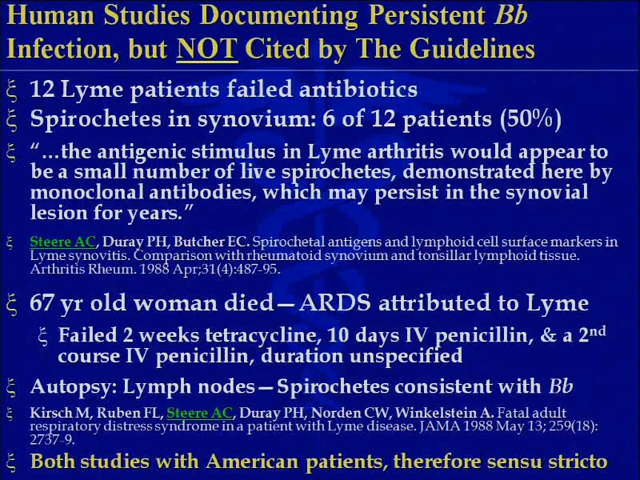 Human Studies Documenting Persistent Bb
Infection, but NOT Cited by The Guidelines
ξ 12 Lyme patients failed antibiotics
ξ Spirochetes in synovium: 6 of 12 patients (50%)
ξ “…the antigenic stimulus in Lyme arthritis would appear to
be a small number of live spirochetes, demonstrated here by
monoclonal antibodies, which may persist in the synovial
lesion for years.”
ξ Steere AC, Duray PH, Butcher EC. Spirochetal antigens and lymphoid cell surface markers in
Lyme synovitis. Comparison with rheumatoid synovium and tonsillar lymphoid tissue.
Arthritis Rheum. 1988 Apr;31(4):487-95.
ξ 67 yr old woman died—ARDS attributed to Lyme
ξ Failed 2 weeks tetracycline, 10 days IV penicillin, & a 2nd
course IV penicillin, duration unspecified
ξ Autopsy: Lymph nodes—Spirochetes consistent with Bb
ξ Kirsch M, Ruben FL, Steere AC, Duray PH, Norden CW, Winkelstein A. Fatal adult
respiratory distress syndrome in a patient with Lyme disease. JAMA 1988 May 13; 259(18):
2737-9.
ξ Both studies with American patients, therefore sensu stricto